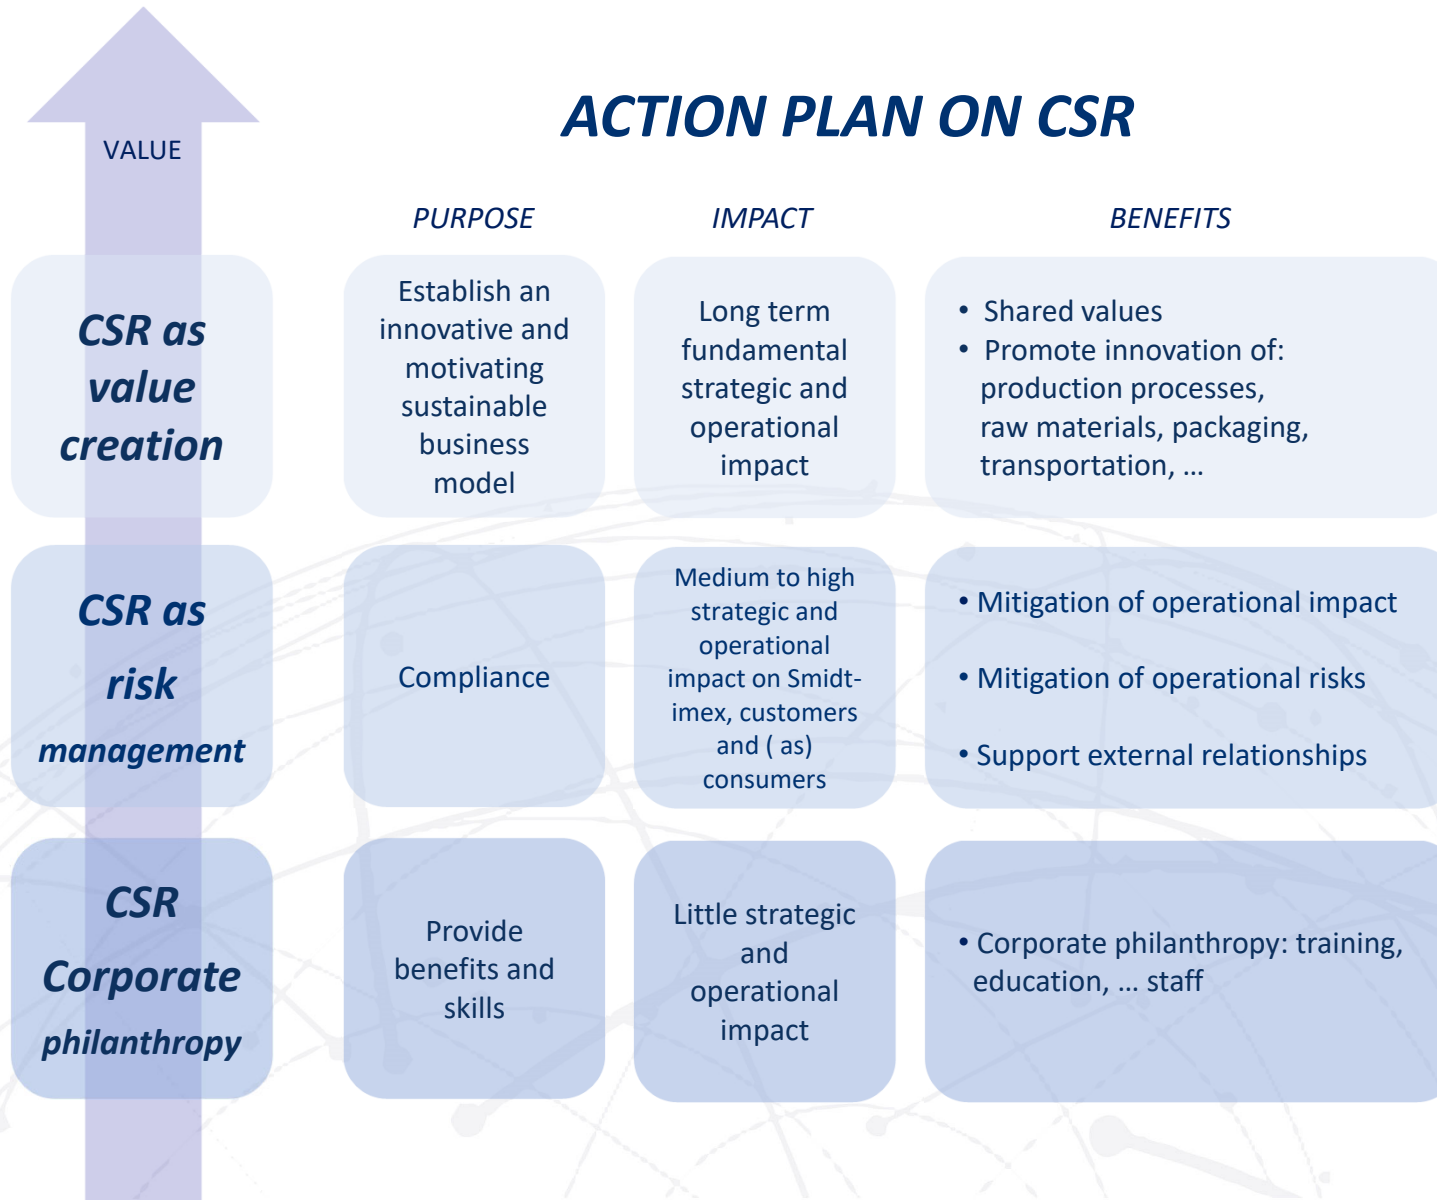 VALUE
ACTION PLAN ON CSR
PURPOSE
IMPACT
BENEFITS
CSR as
value
creation
Establish an
innovative and
motivating
sustainable
business
model
Long term
fundamental
strategic and
operational
impact
• Shared values
• Promote innovation of:
production processes,
raw materials, packaging,
transportation, ...
CSR as
risk
management
Compliance
Medium to high
strategic and
operational
impact on Smidt-
imex, customers
and ( as)
consumers
• Mitigation of operational impact
• Mitigation of operational risks
• Support external relationships
CSR
Corporate
philanthropy
Provide
benefits and
skills
Little strategic
and
operational
impact
• Corporate philanthropy: training,
education, ... staff